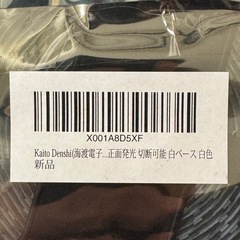 X001A8D5XF
Kaito Denshi(海渡電子...正面発光 切断可能 白ベース 白色
新品